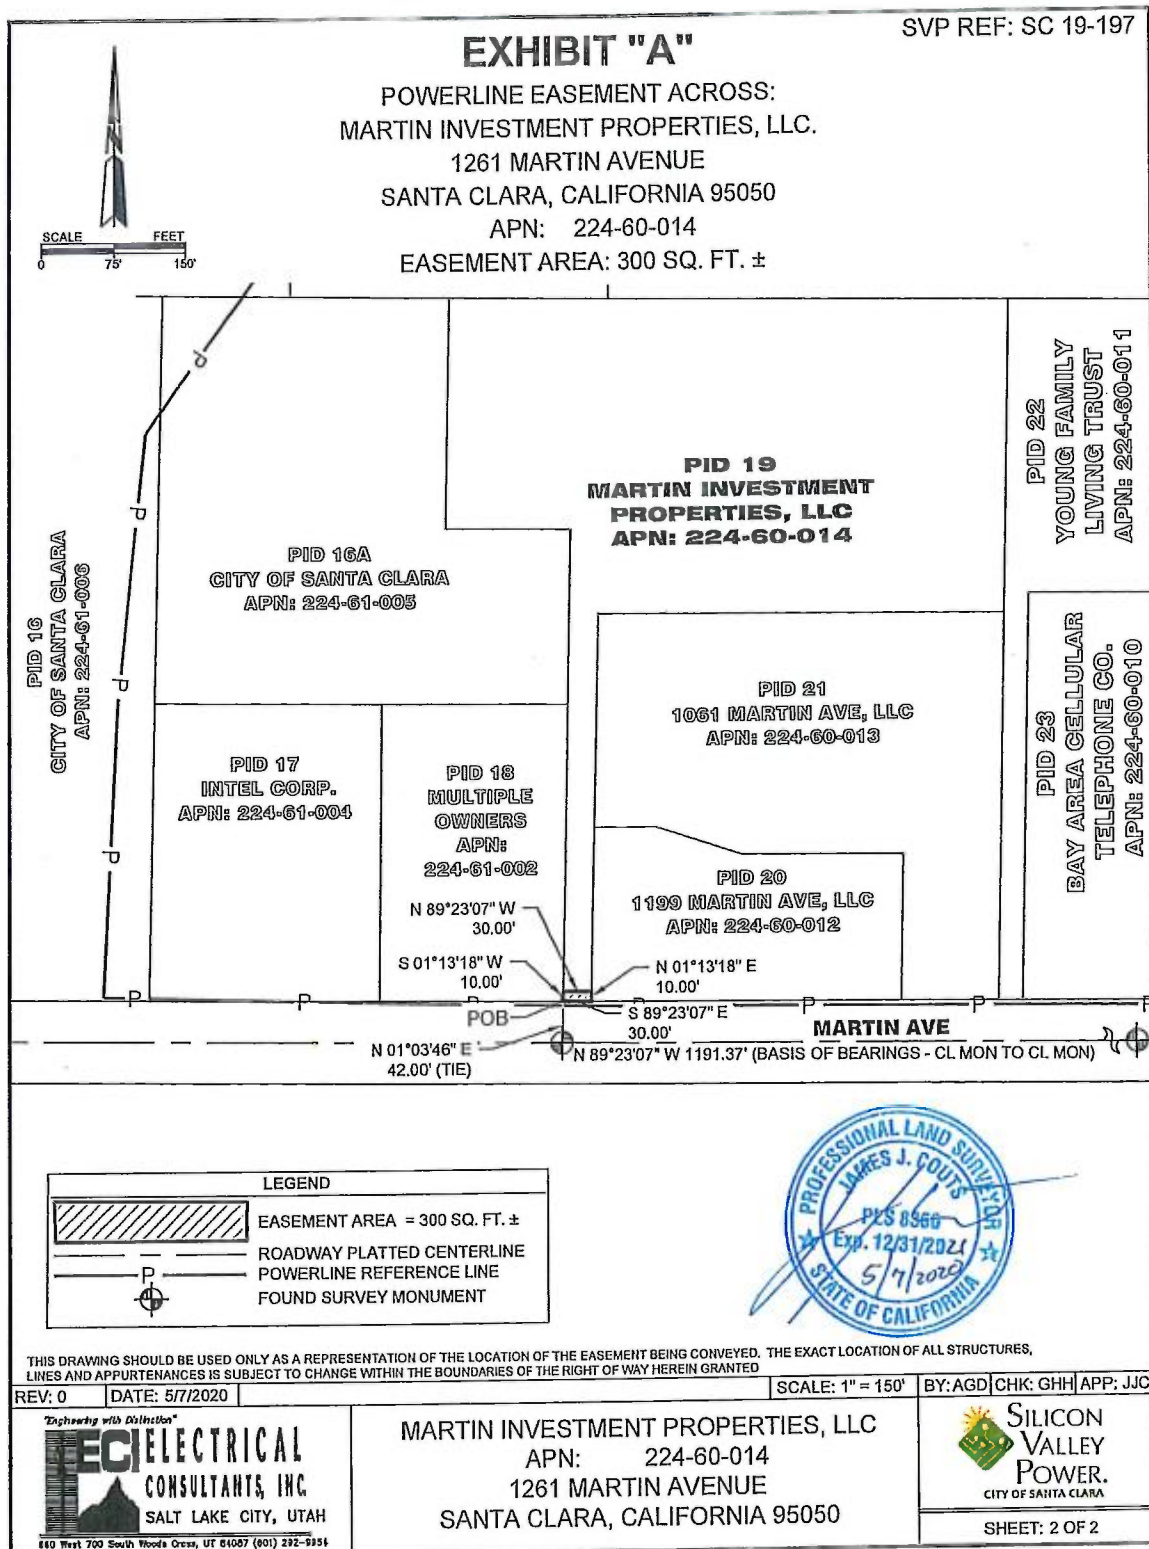 SVP REF: SC 19-197
EXHIBIT "A"
POWERLINE EASEMENT ACROSS:
MARTIN INVESTMENT PROPERTIES, LLC.
1261 MARTIN AVENUE
SANTA CLARA, CALIFORNIA 95050
APN: 224-60-014
EASEMENT AREA: 300 SQ. FT. ±
N
SCALE FEET
0 75' 150'
P
P
P
P
PID 16
CITY OF SANTA CLARA
APN: 224-61-006
PID 16A
CITY OF SANTA CLARA
APN: 224-61-005
PID 19
MARTIN INVESTMENT
PROPERTIES, LLC
APN: 224-60-014
PID 22
YOUNG FAMILY
LIVING TRUST
APN: 224-60-011
PID 17
INTEL CORP.
APN: 224-61-004
PID 18
MULTIPLE
OWNERS
APN:
224-61-002
PID 21
1061 MARTIN AVE, LLC
APN: 224-60-013
PID 20
1199 MARTIN AVE, LLC
APN: 224-60-012
PID 23
BAY AREA CELLULAR
TELEPHONE CO.
APN: 224-60-010
N 89°23'07" W
30.00'
S 01°13'18" W
10.00'
N 01°13'18" E
10.00'
P P P P P P P
POB
S 89°23'07" E
30.00'
MARTIN AVE
N 01°03'46" E
42.00' (TIE)
N 89°23'07" W 1191.37' (BASIS OF BEARINGS - CL MON TO CL MON)
PROFESSIONAL LAND SURVEYOR
JAMES J. COUTS
PLS 8366
Exp. 12/31/2021
5/7/2020
STATE OF CALIFORNIA
LEGEND
EASEMENT AREA = 300 SQ. FT. ±
ROADWAY PLATTED CENTERLINE
P POWERLINE REFERENCE LINE
FOUND SURVEY MONUMENT
THIS DRAWING SHOULD BE USED ONLY AS A REPRESENTATION OF THE LOCATION OF THE EASEMENT BEING CONVEYED. THE EXACT LOCATION OF ALL STRUCTURES,
LINES AND APPURTENANCES IS SUBJECT TO CHANGE WITHIN THE BOUNDARIES OF THE RIGHT OF WAY HEREIN GRANTED
REV: 0 DATE: 5/7/2020 SCALE: 1" = 150' BY: AGD CHK: GHH APP: JJC
"Engineering with Distinction"
ECI ELECTRICAL
CONSULTANTS, INC.
SALT LAKE CITY, UTAH
660 West 700 South Woods Cross, UT 84087 (801) 292-9954
MARTIN INVESTMENT PROPERTIES, LLC
APN: 224-60-014
1261 MARTIN AVENUE
SANTA CLARA, CALIFORNIA 95050
SILICON
VALLEY
POWER.
CITY OF SANTA CLARA
SHEET: 2 OF 2